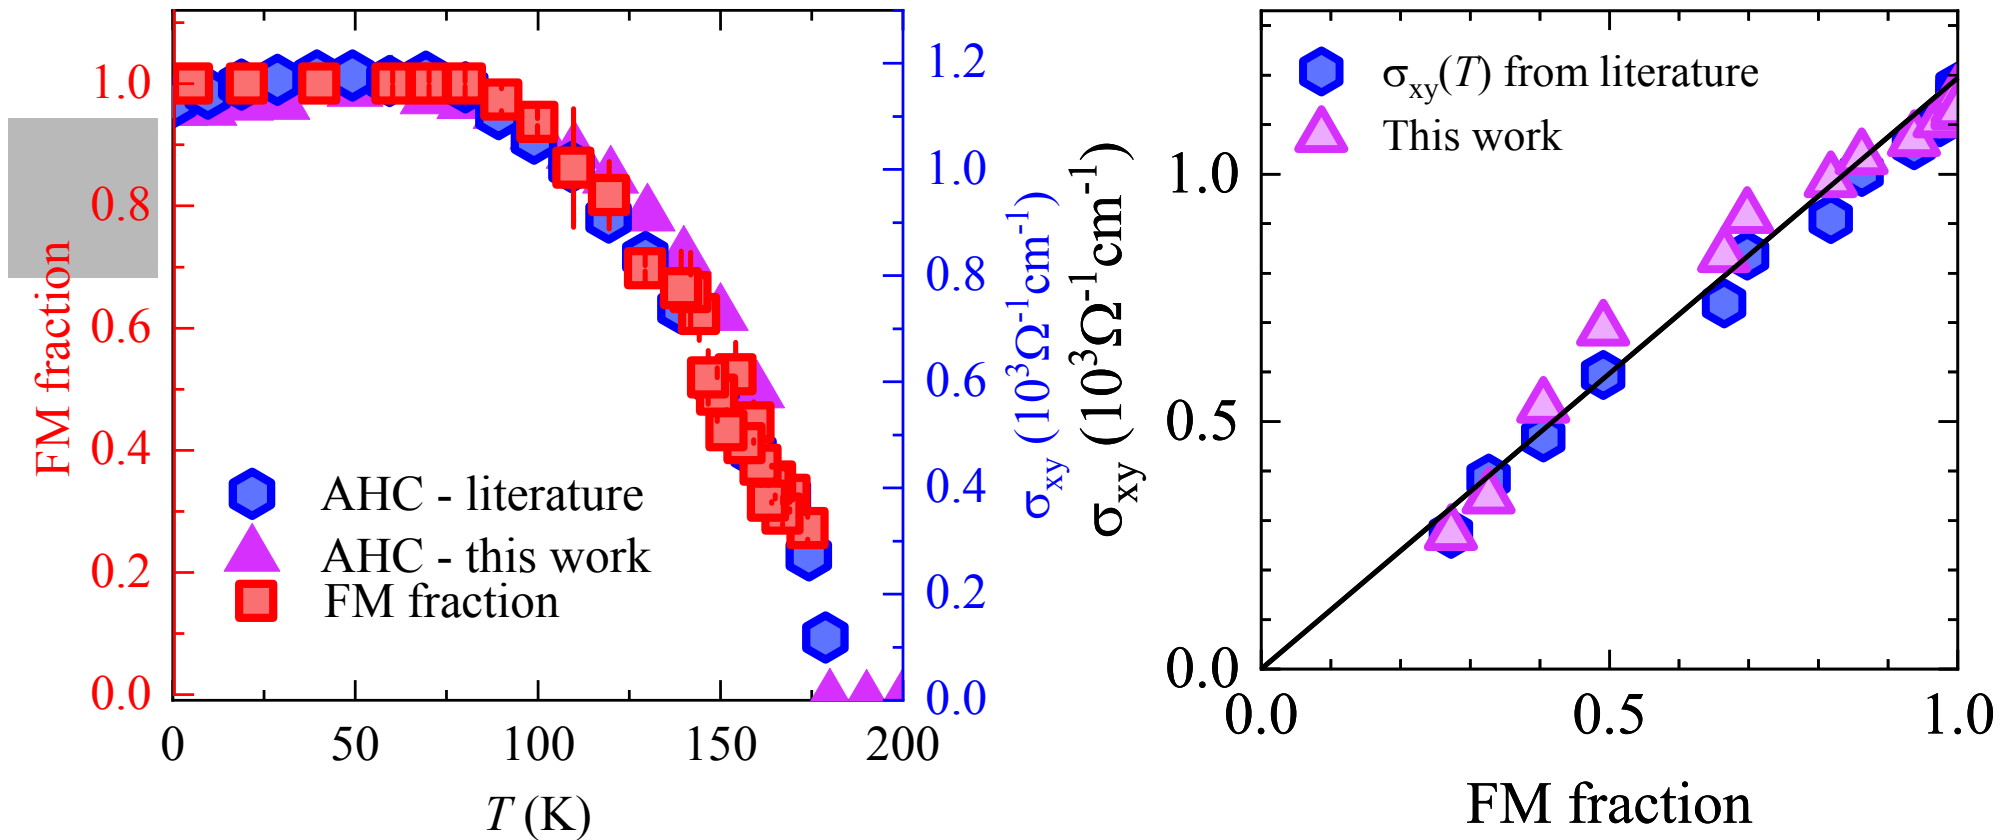 1.0
0.8
0.6
0.4
0.2
0.0
FM fraction
AHC - literature
AHC - this work
FM fraction
0
50
100
150
200
T (K)
1.2
1.0
0.8
0.6
0.4
0.2
0.0
σxy (10³Ω⁻¹cm⁻¹)
σxy (10³Ω⁻¹cm⁻¹)
σxy(T) from literature
This work
1.0
0.5
0.0
0.0
0.5
1.0
FM fraction